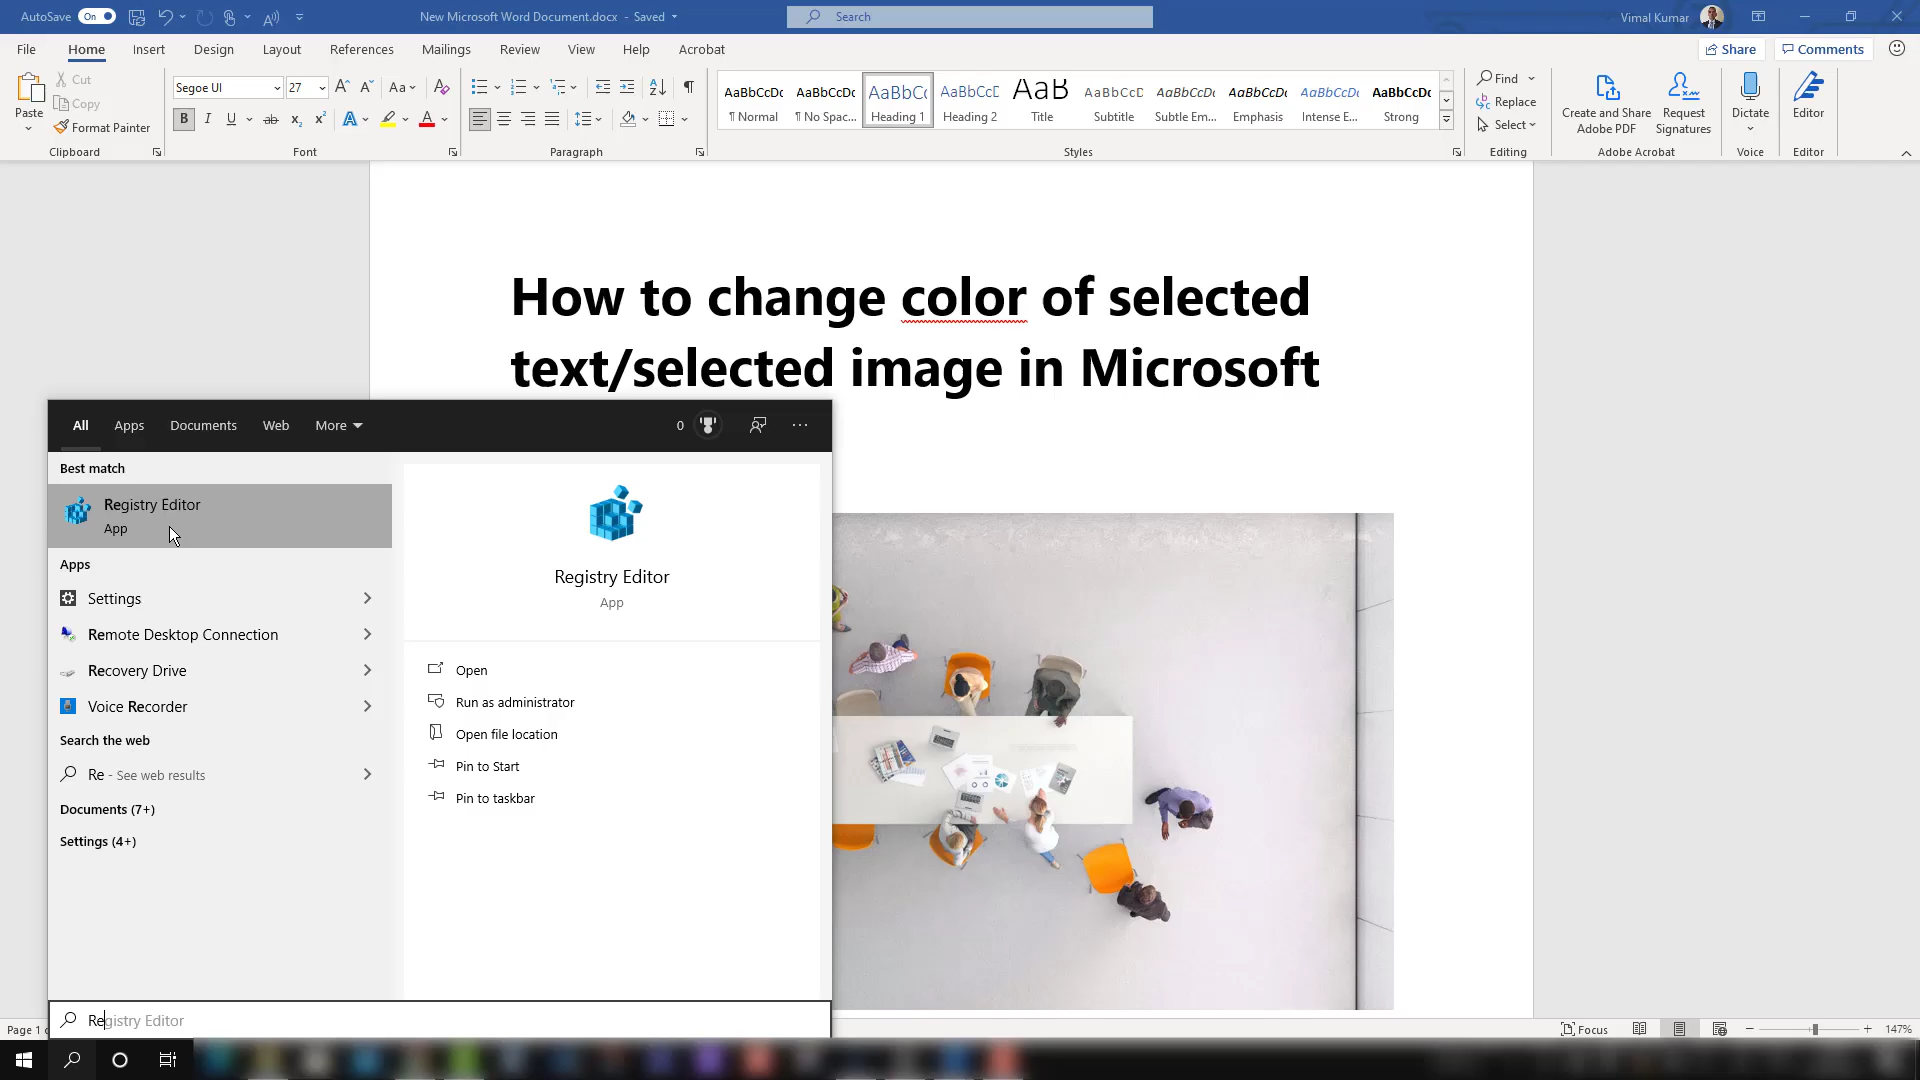 AutoSave On New Microsoft Word Document.docx - Saved Search Vimal Kumar
File Home Insert Design Layout References Mailings Review View Help Acrobat Share Comments
Paste
Cut
Copy
Format Painter
Clipboard
Segoe UI 27 Aa
B I U ab x₂ x² A A
Font
Paragraph
AaBbCcDc AaBbCcDc AaBbCc AaBbCcD AaB AaBbCcD AaBbCcDc AaBbCcDc AaBbCcDc AaBbCcDc
¶ Normal ¶ No Spac... Heading 1 Heading 2 Title Subtitle Subtle Em... Emphasis Intense E... Strong
Styles
Find
Replace
Select
Editing
Create and Share
Adobe PDF
Request
Signatures
Adobe Acrobat
Dictate
Voice
Editor
Editor
How to change color of selected
text/selected image in Microsoft
All Apps Documents Web More 0 ...
Best match
Registry Editor
App
Apps
Settings
Remote Desktop Connection
Recovery Drive
Voice Recorder
Search the web
Re - See web results
Documents (7+)
Settings (4+)
Registry Editor
App
Open
Run as administrator
Open file location
Pin to Start
Pin to taskbar
Registry Editor
Page 1
Focus 147%